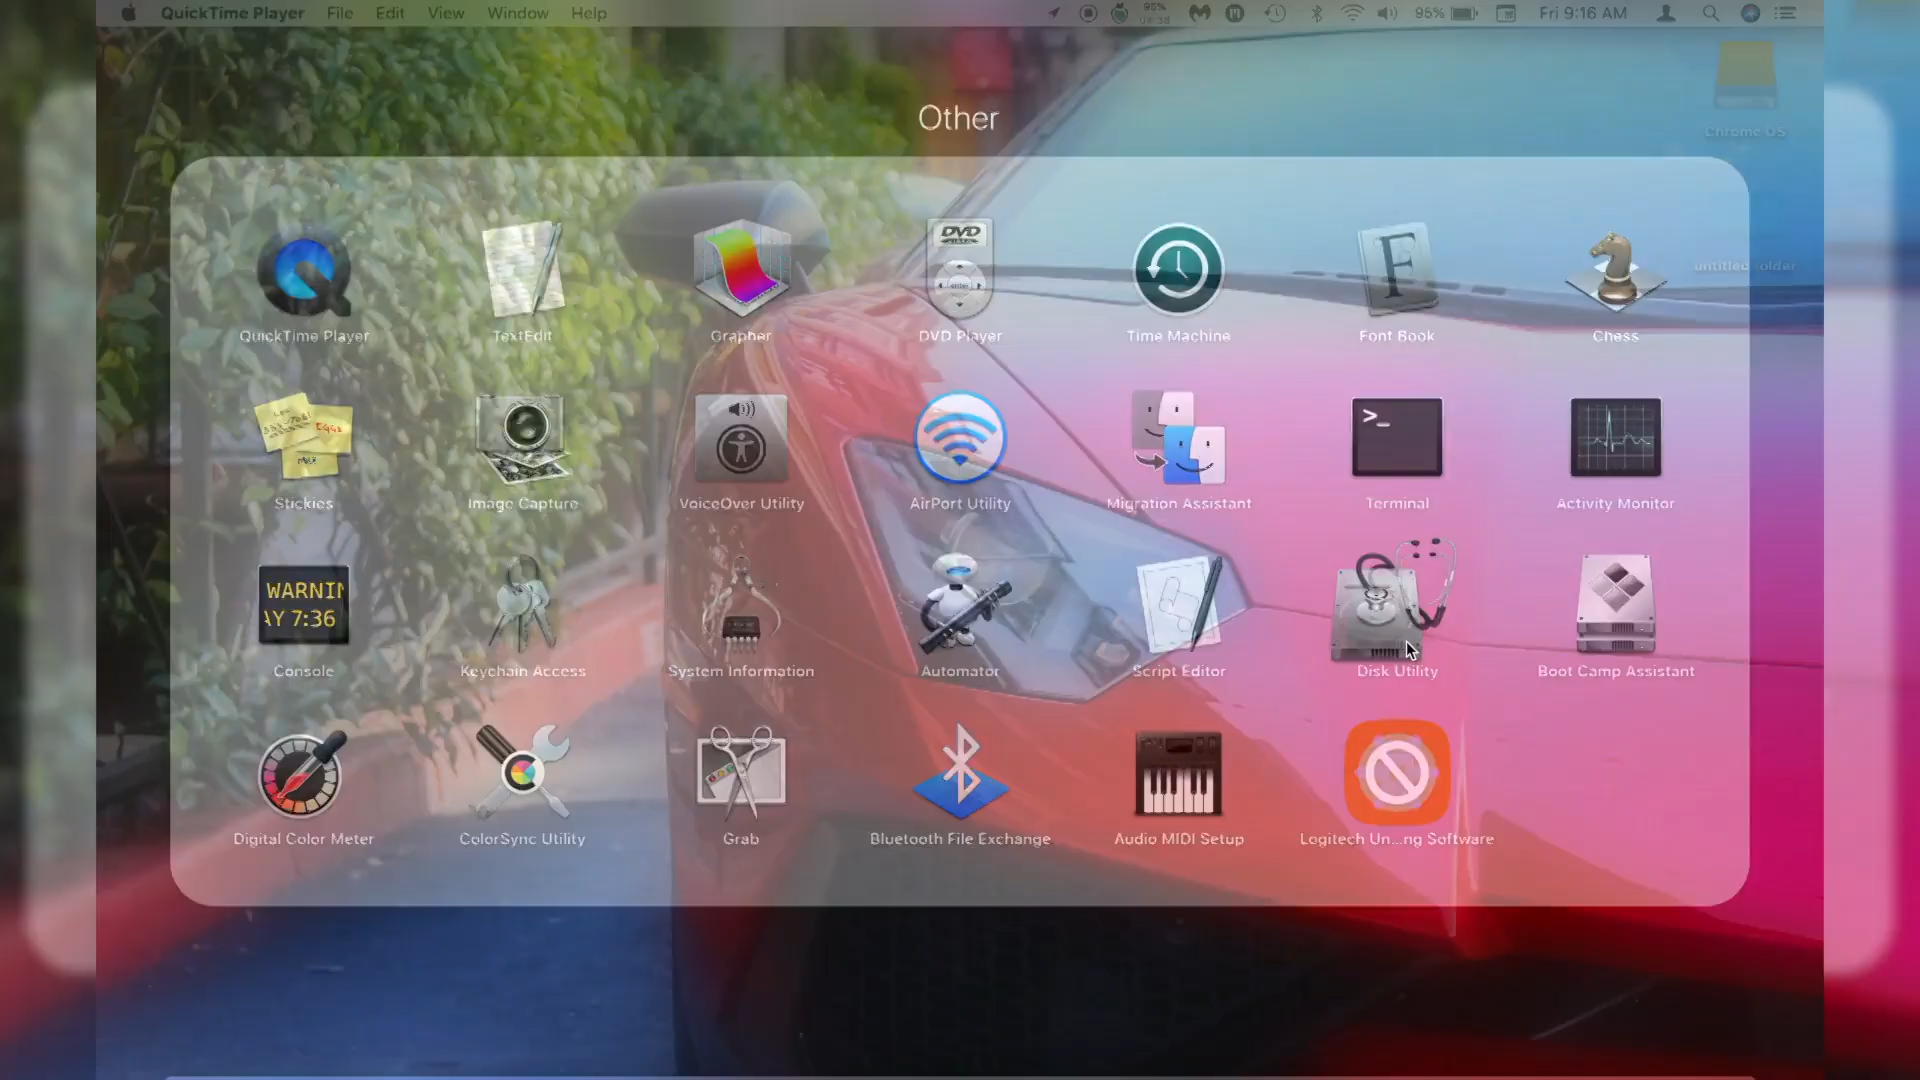 QuickTime Player File Edit View Window Help 95% 95% Fri 9:16 AM
Chrome OS
Other
untitled folder
DVD
QuickTime Player TextEdit Grapher DVD Player Time Machine Font Book Chess
>_
Stickies Image Capture VoiceOver Utility AirPort Utility Migration Assistant Terminal Activity Monitor
WARNIN
AY 7:36
Console Keychain Access System Information Automator Script Editor Disk Utility Boot Camp Assistant
Digital Color Meter ColorSync Utility Grab Bluetooth File Exchange Audio MIDI Setup Logitech Un...ng Software